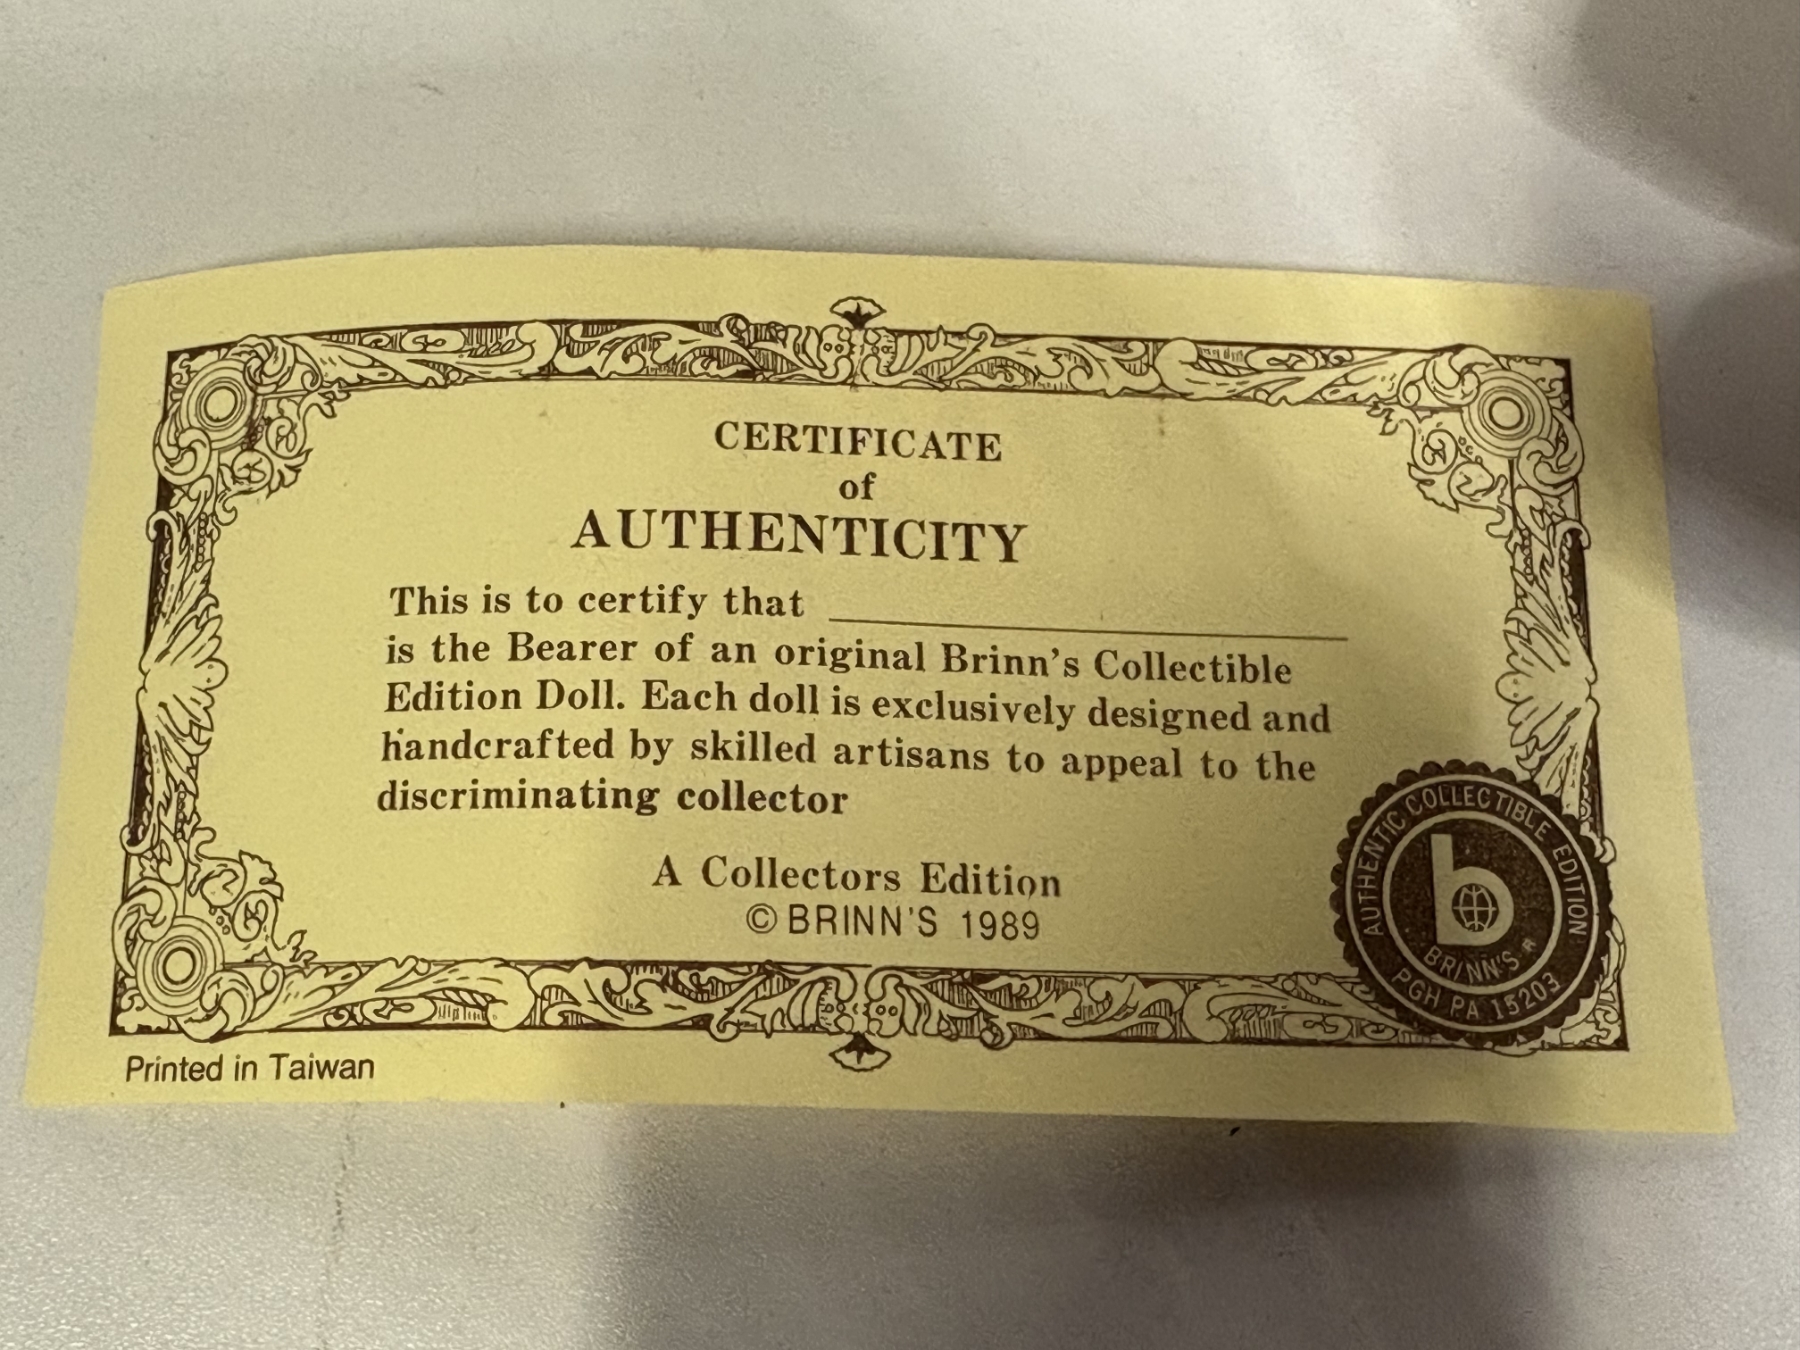 CERTIFICATE
of
AUTHENTICITY
This is to certify that
is the Bearer of an original Brinn's Collectible
Edition Doll. Each doll is exclusively designed and
handcrafted by skilled artisans to appeal to the
discriminating collector
A Collectors Edition
© BRINN'S 1989
AUTHENTIC COLLECTIBLE EDITION
b
BRINN'S R
PGH PA 15203
Printed in Taiwan